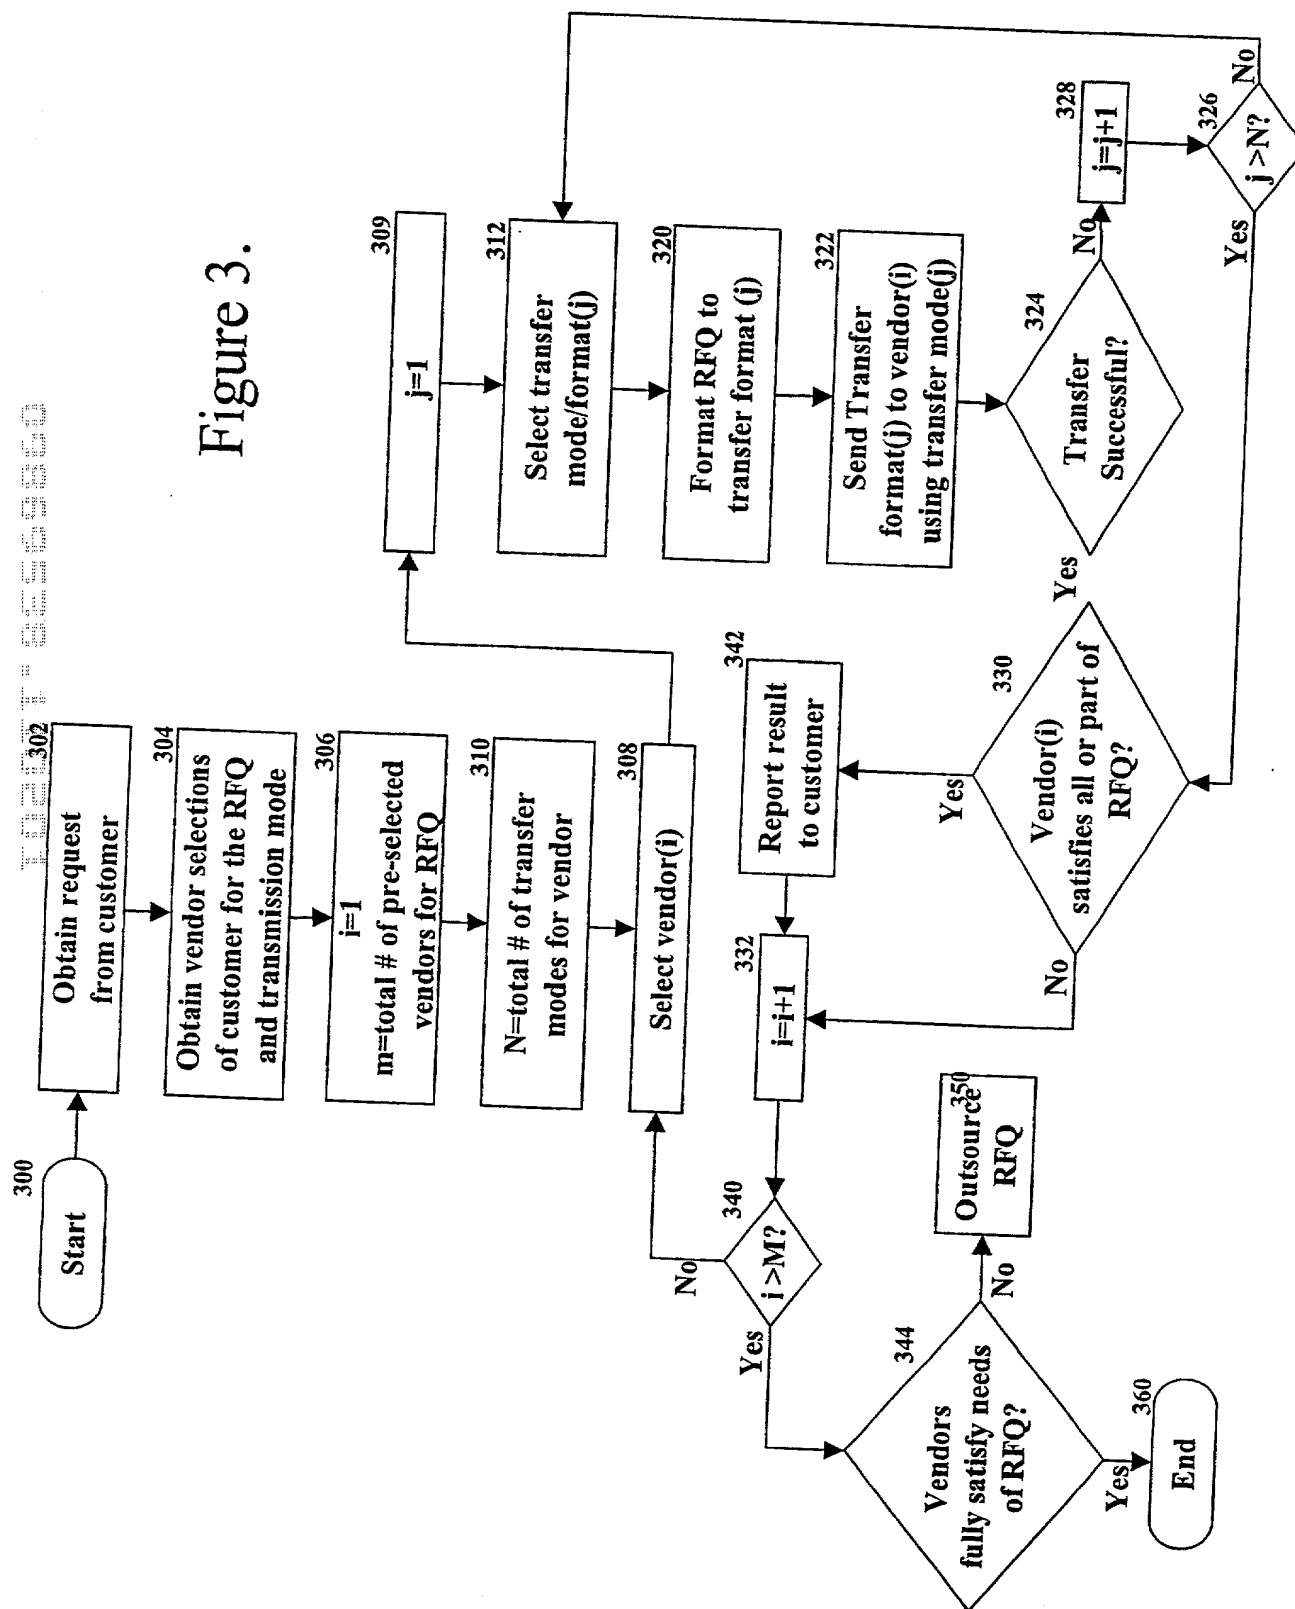 Figure 3.
300
Start
302
Obtain request
from customer
304
Obtain vendor selections
of customer for the RFQ
and transmission mode
306
i=1
m=total # of pre-selected
vendors for RFQ
310
N=total # of transfer
modes for vendor
308
Select vendor(i)
309
j=1
312
Select transfer
mode/format(j)
320
Format RFQ to
transfer format (j)
322
Send Transfer
format(j) to vendor(i)
using transfer mode(j)
324
Transfer
Successful?
No
Yes
328
j=j+1
326
j >N?
No
Yes
330
Vendor(i)
satisfies all or part of
RFQ?
Yes
No
342
Report result
to customer
332
i=i+1
340
i >M?
No
Yes
344
Vendors
fully satisfy needs
of RFQ?
No
Yes
350
Outsource
RFQ
360
End